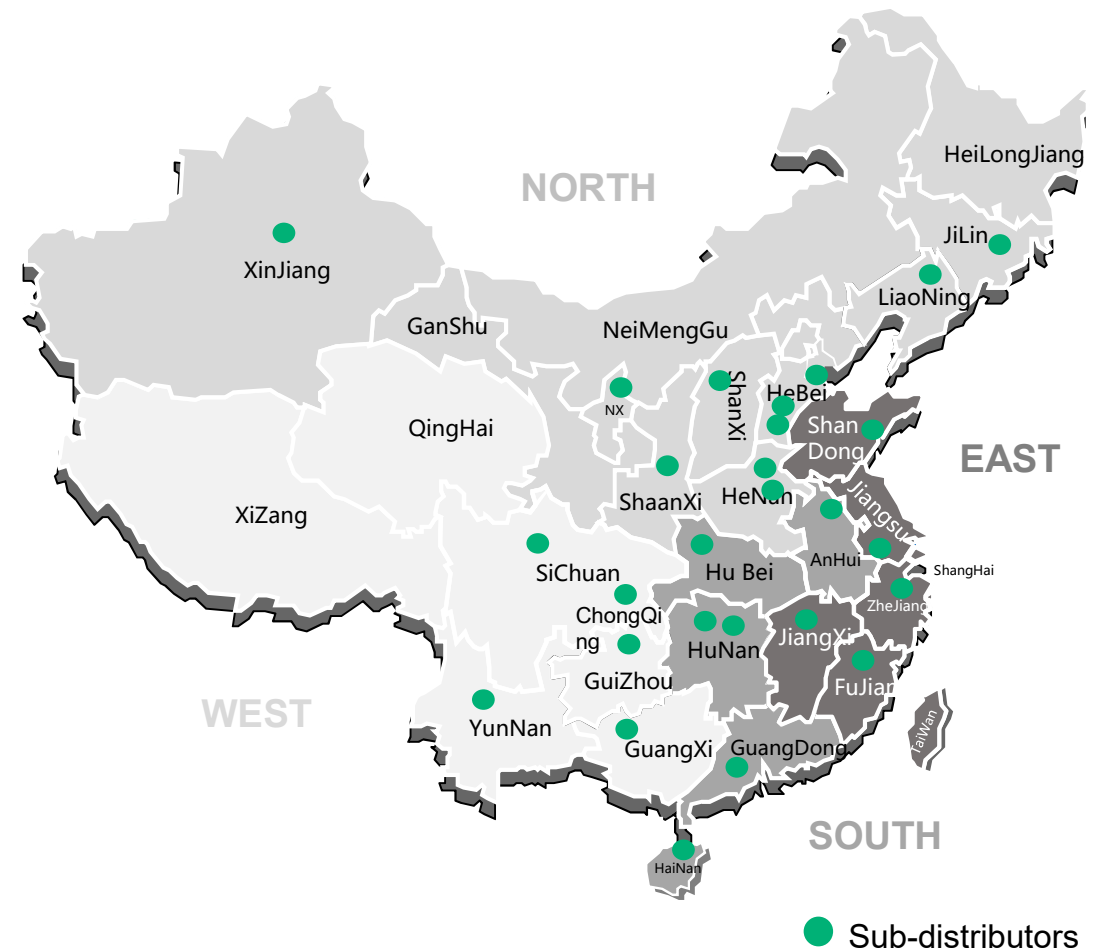 HeiLongJiang
NORTH
JiLin
XinJiang
LiaoNing
GanShu
NeiMengGu
ShanXi
HeBei
NX
QingHai
Shan
Dong
EAST
Jiangsu
ShaanXi
HeNan
XiZang
AnHui
ShangHai
SiChuan
Hu Bei
ZheJiang
ChongQi
ng
JiangXi
HuNan
GuiZhou
FuJian
WEST
YunNan
GuangXi
GuangDong
TaiWan
SOUTH
HaiNan
Sub-distributors